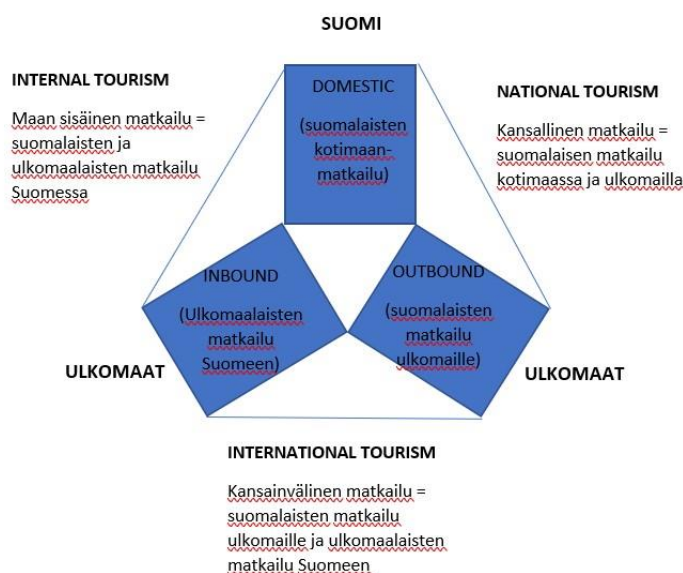 SUOMI
INTERNAL TOURISM
Maan sisäinen matkailu =
suomalaisten ja
ulkomaalaisten matkailu
Suomessa
DOMESTIC
(suomalaisten
kotimaan-
matkailu)
NATIONAL TOURISM
Kansallinen matkailu =
suomalaisen matkailu
kotimaassa ja ulkomailla
INBOUND
(Ulkomaalaisten
matkailu
Suomeen)
OUTBOUND
(suomalaisten
matkailu
ulkomaille)
ULKOMAAT
ULKOMAAT
INTERNATIONAL TOURISM
Kansainvälinen matkailu =
suomalaisten matkailu
ulkomaille ja ulkomaalaisten
matkailu Suomeen